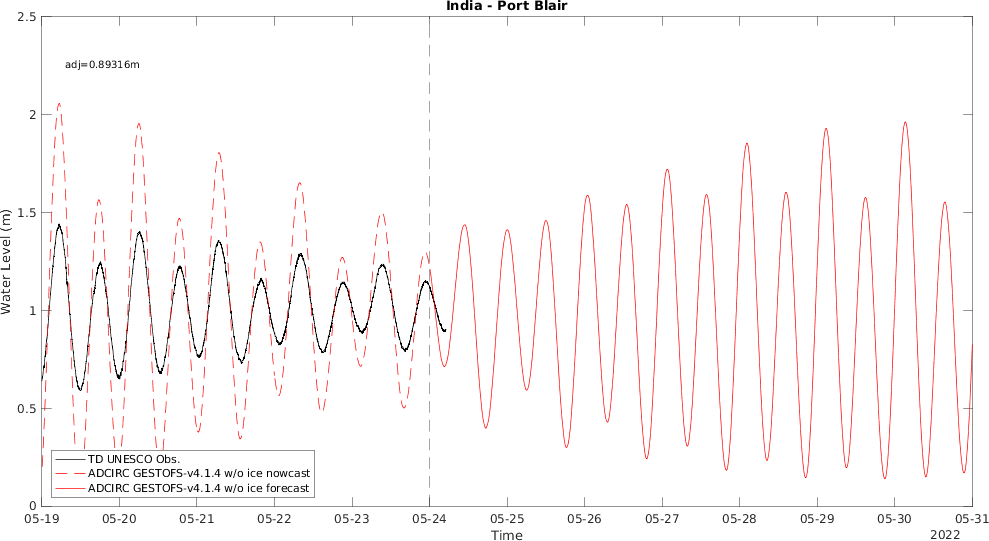 India - Port Blair
adj=0.89316m
Water Level (m)
2.5
2
1.5
1
0.5
0
TD UNESCO Obs.
ADCIRC GESTOFS-v4.1.4 w/o ice nowcast
ADCIRC GESTOFS-v4.1.4 w/o ice forecast
05-19 05-20 05-21 05-22 05-23 05-24 05-25 05-26 05-27 05-28 05-29 05-30 05-31
Time
2022